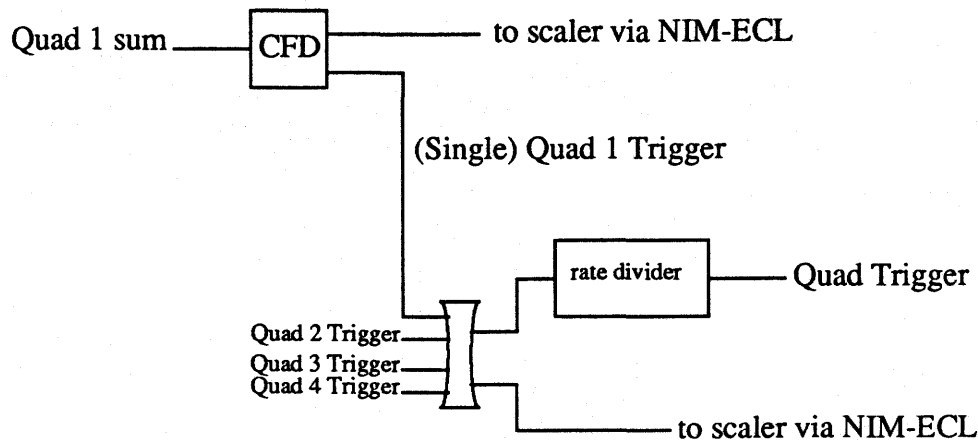 Quad 1 sum
CFD
to scaler via NIM-ECL
(Single) Quad 1 Trigger
rate divider
Quad Trigger
Quad 2 Trigger
Quad 3 Trigger
Quad 4 Trigger
to scaler via NIM-ECL